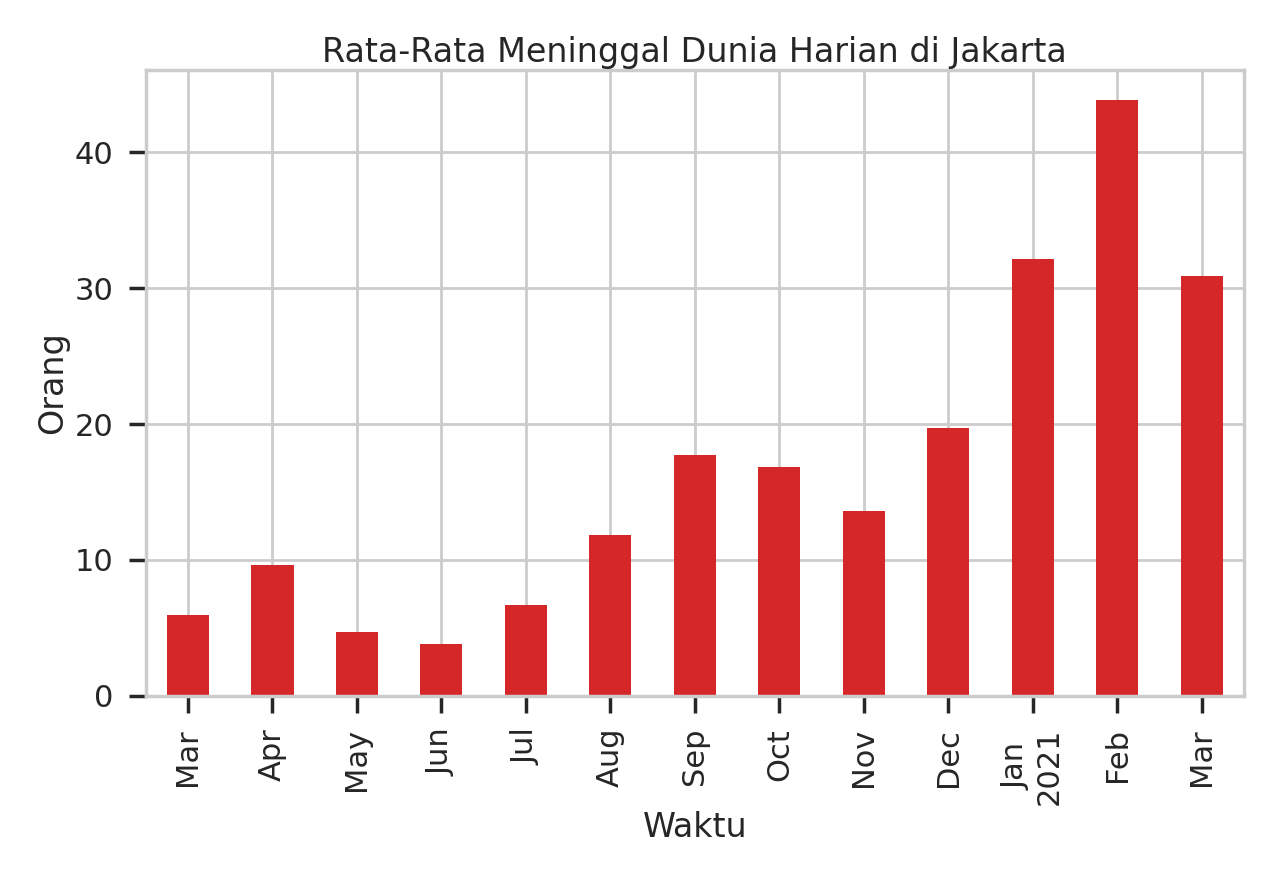 Rata-Rata Meninggal Dunia Harian di Jakarta
Orang
40
30
20
10
0
Mar
Apr
May
Jun
Jul
Aug
Sep
Oct
Nov
Dec
Jan
2021
Feb
Mar
Waktu